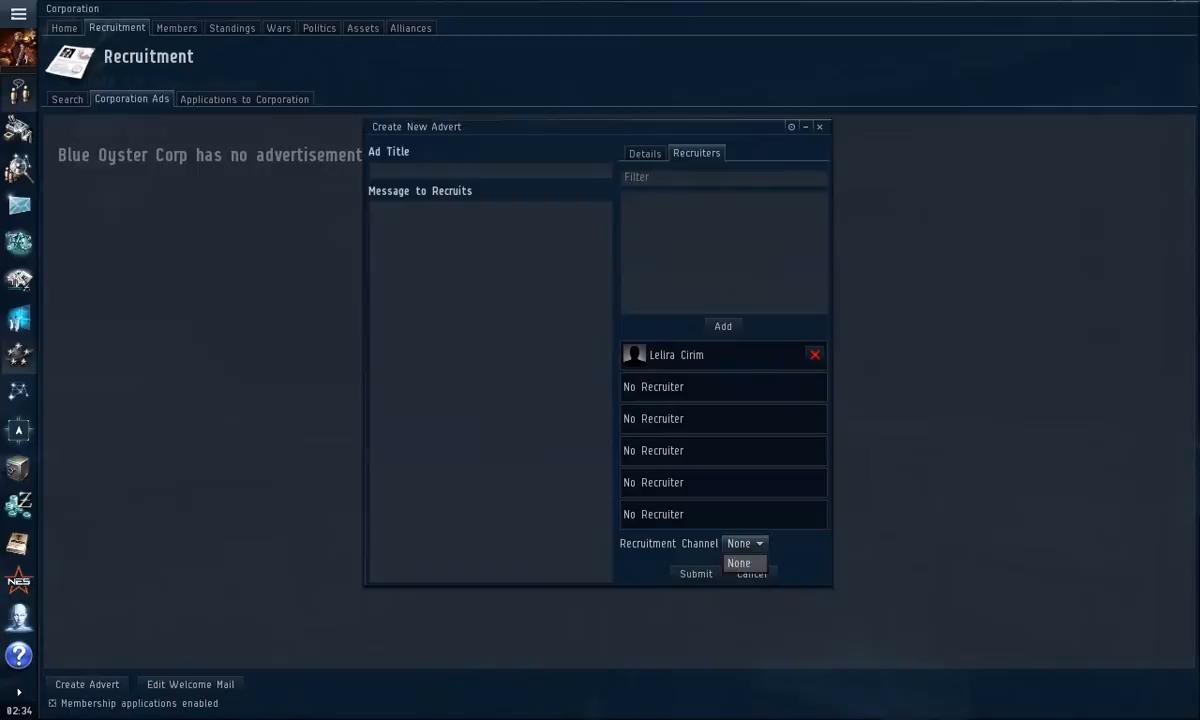 Corporation
Home Recruitment Members Standings Wars Politics Assets Alliances
Recruitment
Search Corporation Ads Applications to Corporation
Blue Oyster Corp has no advertisement
Create New Advert
Ad Title
Message to Recruits
Details Recruiters
Filter
Add
Lelira Cirim
No Recruiter
No Recruiter
No Recruiter
No Recruiter
No Recruiter
Recruitment Channel None
None
Submit Cancel
Create Advert Edit Welcome Mail
Membership applications enabled
NES
02:34